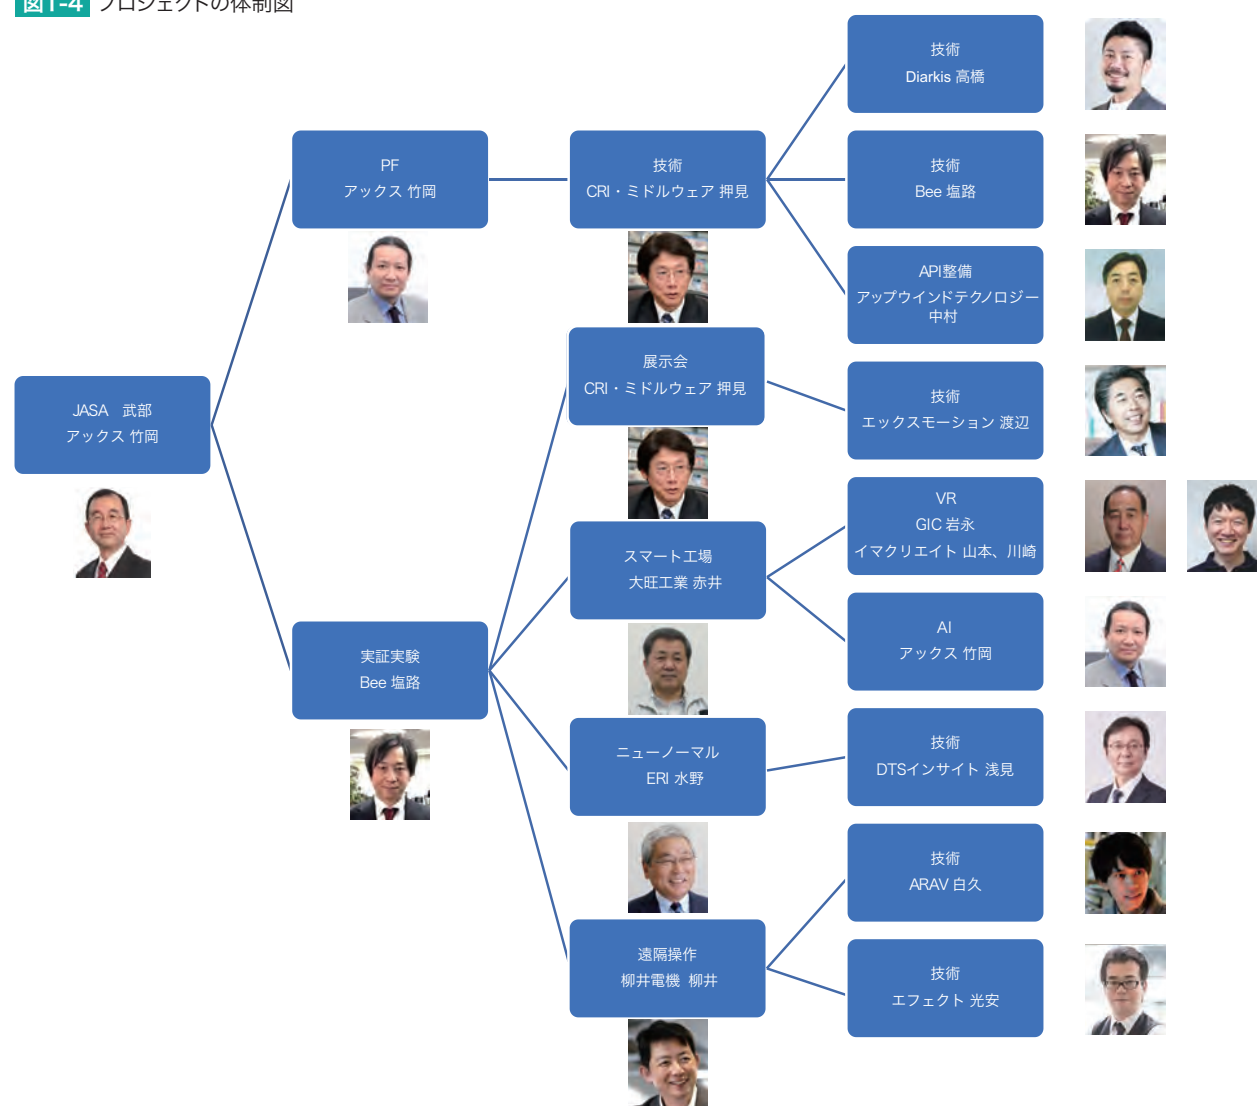 図1-4 プロジェクトの体制図
JASA　武部
アックス 竹岡
PF
アックス 竹岡
実証実験
Bee 塩路
技術
CRI・ミドルウェア 押見
展示会
CRI・ミドルウェア 押見
スマート工場
大旺工業 赤井
ニューノーマル
ERI 水野
遠隔操作
柳井電機 柳井
技術
Diarkis 高橋
技術
Bee 塩路
API整備
アップウインドテクノロジー
中村
技術
エックスモーション 渡辺
VR
GIC 岩永
イマクリエイト 山本、川崎
AI
アックス 竹岡
技術
DTSインサイト 浅見
技術
ARAV 白久
技術
エフェクト 光安